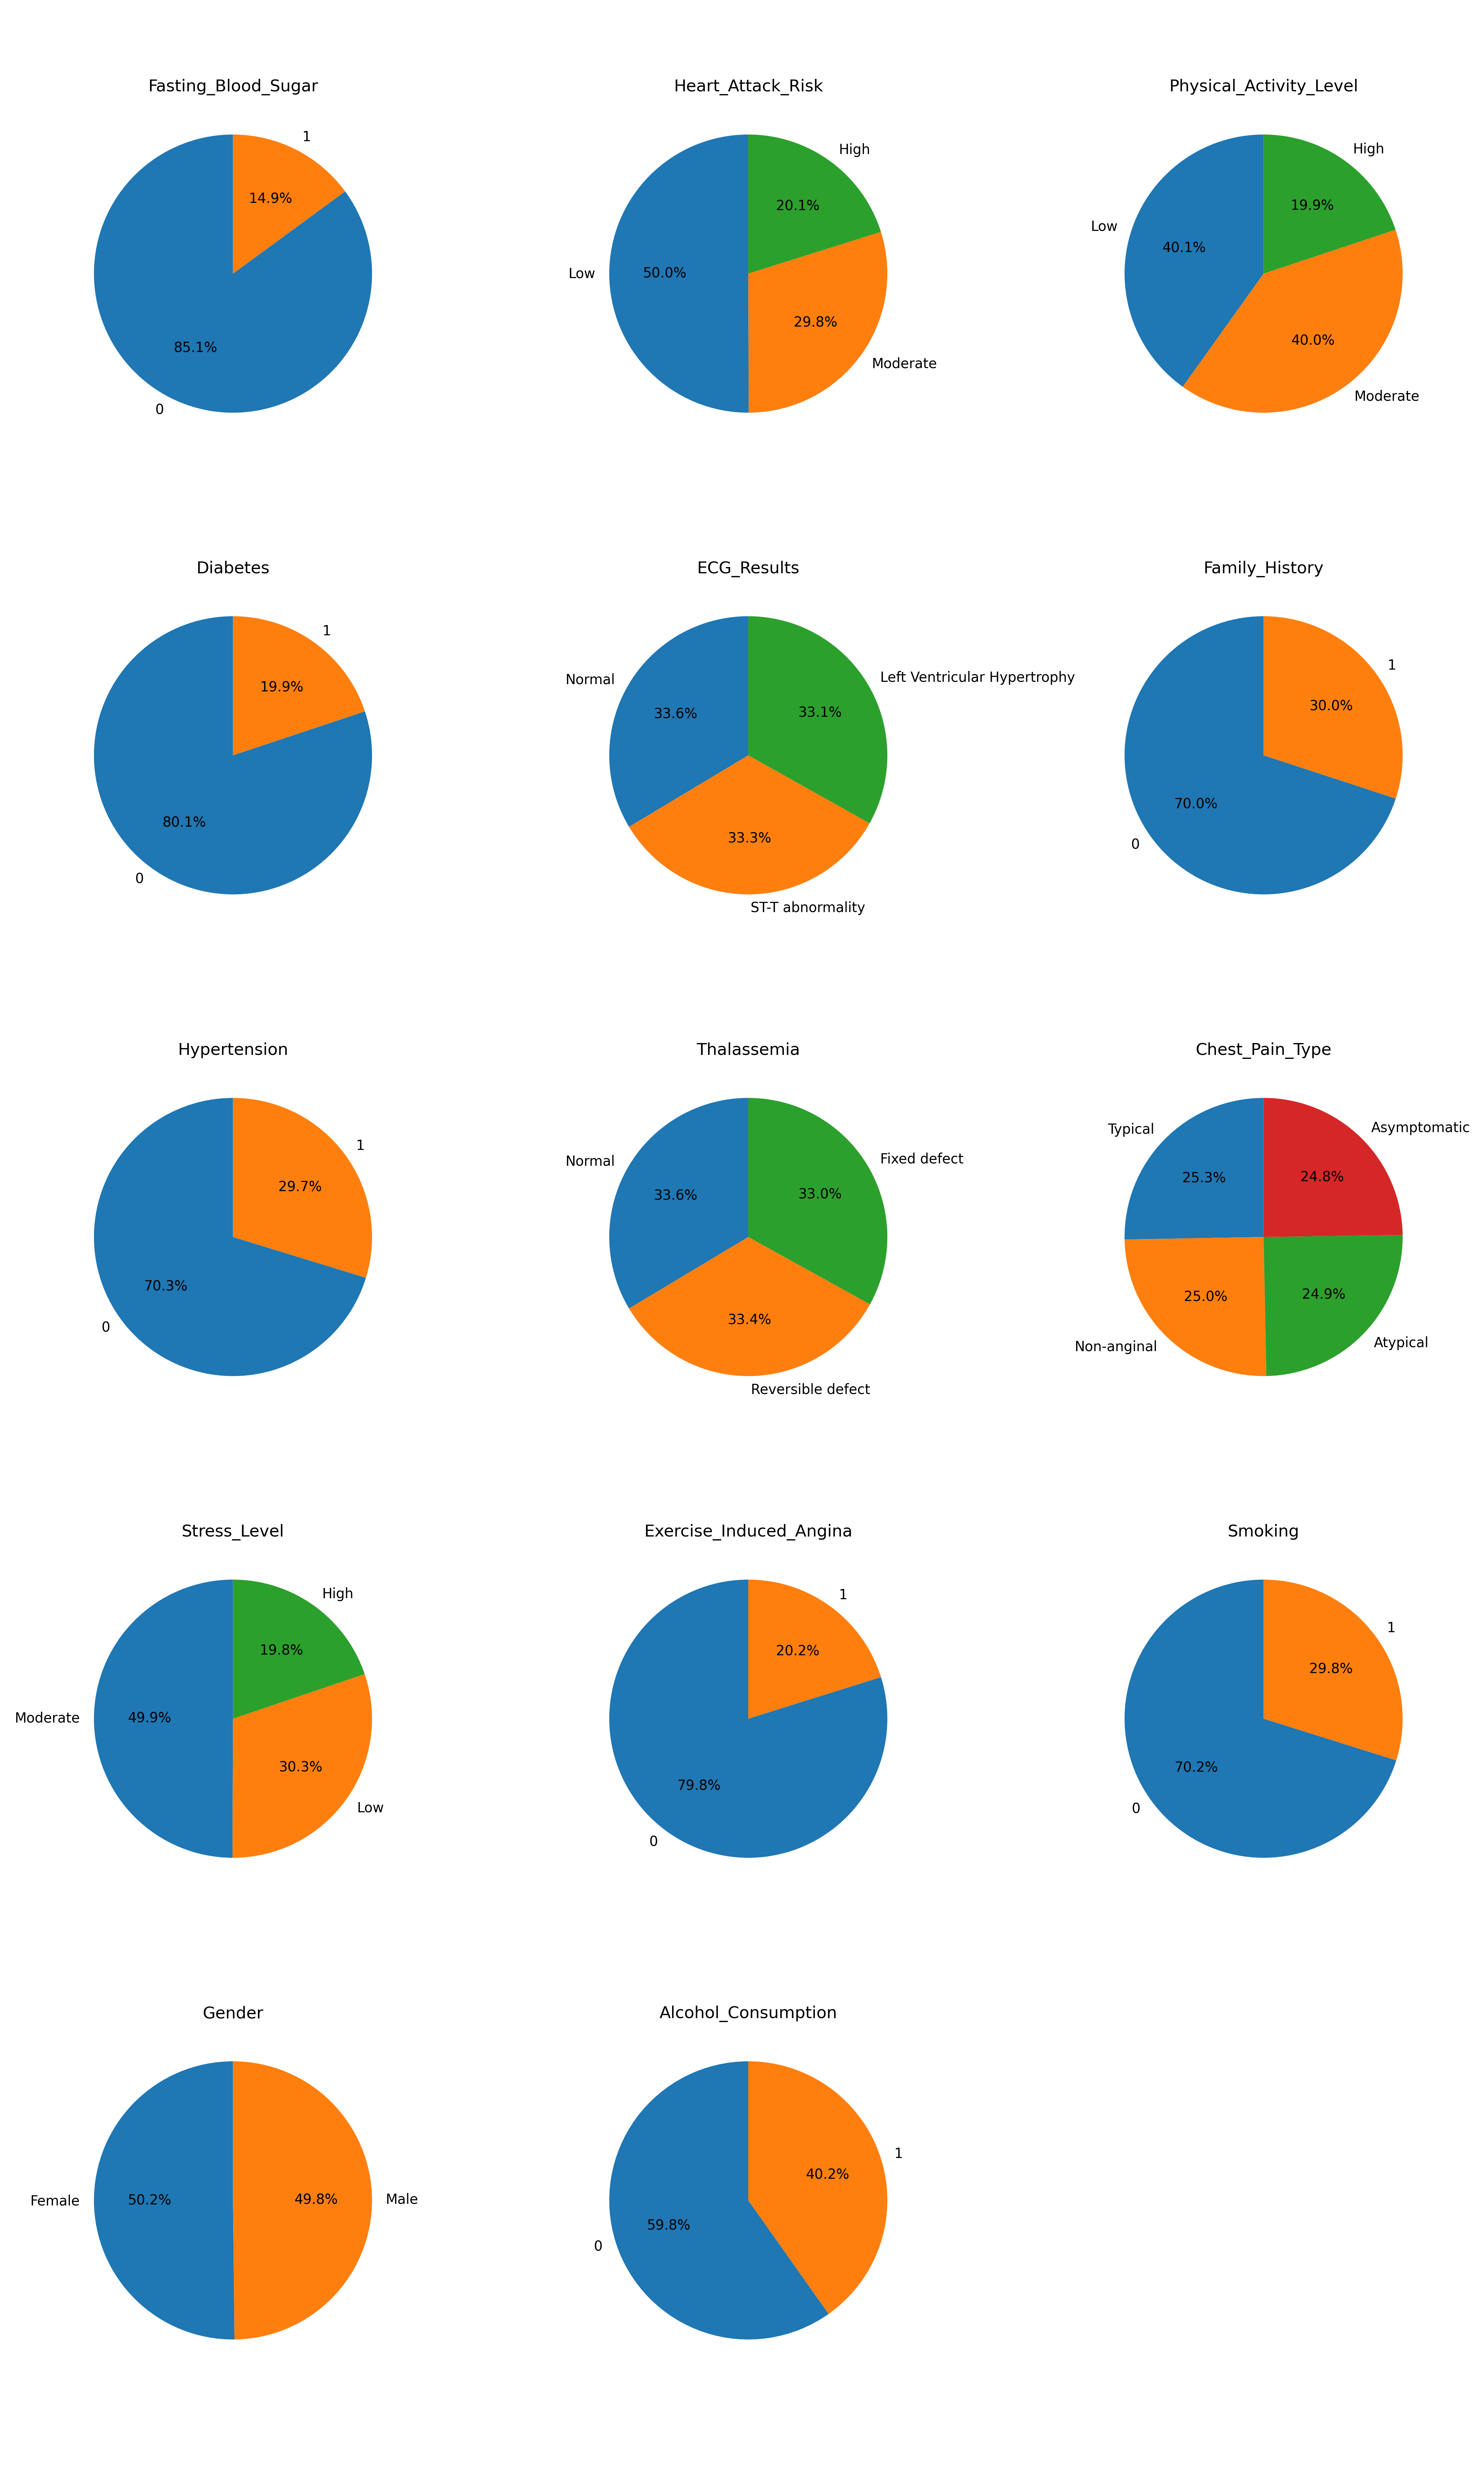 Fasting_Blood_Sugar
1
14.9%
85.1%
0
Heart_Attack_Risk
High
20.1%
Low
50.0%
29.8%
Moderate
Physical_Activity_Level
High
19.9%
Low
40.1%
40.0%
Moderate
Diabetes
1
19.9%
80.1%
0
ECG_Results
Left Ventricular Hypertrophy
Normal
33.6%
33.1%
33.3%
ST-T abnormality
Family_History
1
30.0%
70.0%
0
Hypertension
1
29.7%
70.3%
0
Thalassemia
Fixed defect
Normal
33.6%
33.0%
33.4%
Reversible defect
Chest_Pain_Type
Typical
Asymptomatic
25.3%
24.8%
25.0%
24.9%
Non-anginal
Atypical
Stress_Level
High
19.8%
Moderate
49.9%
30.3%
Low
Exercise_Induced_Angina
1
20.2%
79.8%
0
Smoking
1
29.8%
70.2%
0
Gender
Female
50.2%
49.8%
Male
Alcohol_Consumption
1
40.2%
59.8%
0